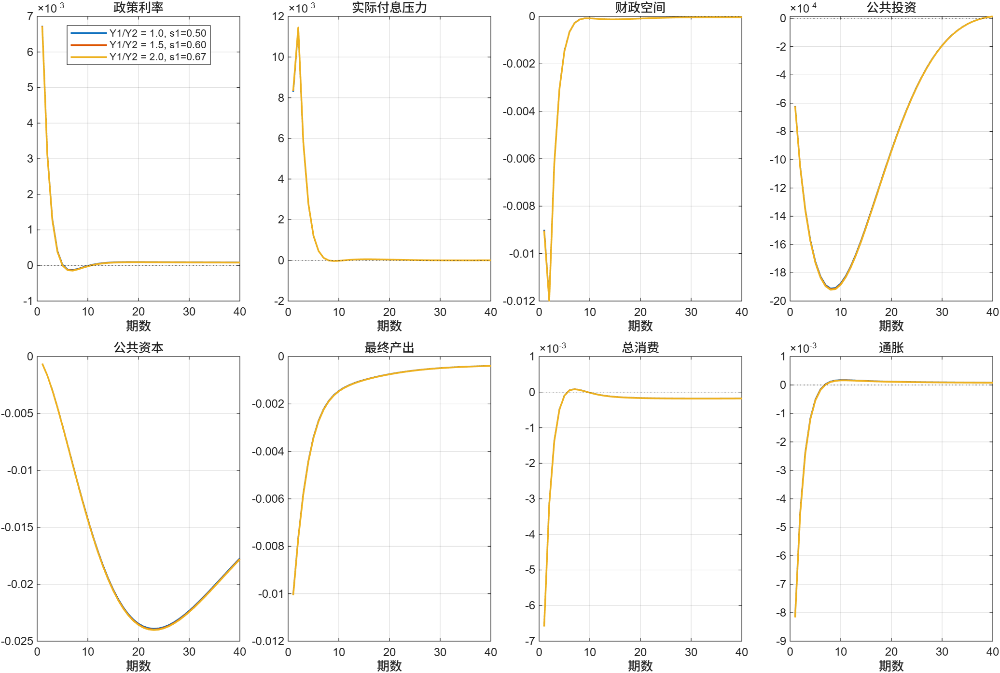 政策利率
×10-3
7
6
5
4
3
2
1
0
-1
Y1/Y2 = 1.0, s1=0.50
Y1/Y2 = 1.5, s1=0.60
Y1/Y2 = 2.0, s1=0.67
0 10 20 30 40
期数
实际付息压力
×10-3
12
10
8
6
4
2
0
-2
0 10 20 30 40
期数
财政空间
0
-0.002
-0.004
-0.006
-0.008
-0.01
-0.012
0 10 20 30 40
期数
公共投资
×10-4
0
-2
-4
-6
-8
-10
-12
-14
-16
-18
-20
0 10 20 30 40
期数
公共资本
0
-0.005
-0.01
-0.015
-0.02
-0.025
0 10 20 30 40
期数
最终产出
0
-0.002
-0.004
-0.006
-0.008
-0.01
-0.012
0 10 20 30 40
期数
总消费
×10-3
1
0
-1
-2
-3
-4
-5
-6
-7
0 10 20 30 40
期数
通胀
×10-3
1
0
-1
-2
-3
-4
-5
-6
-7
-8
-9
0 10 20 30 40
期数